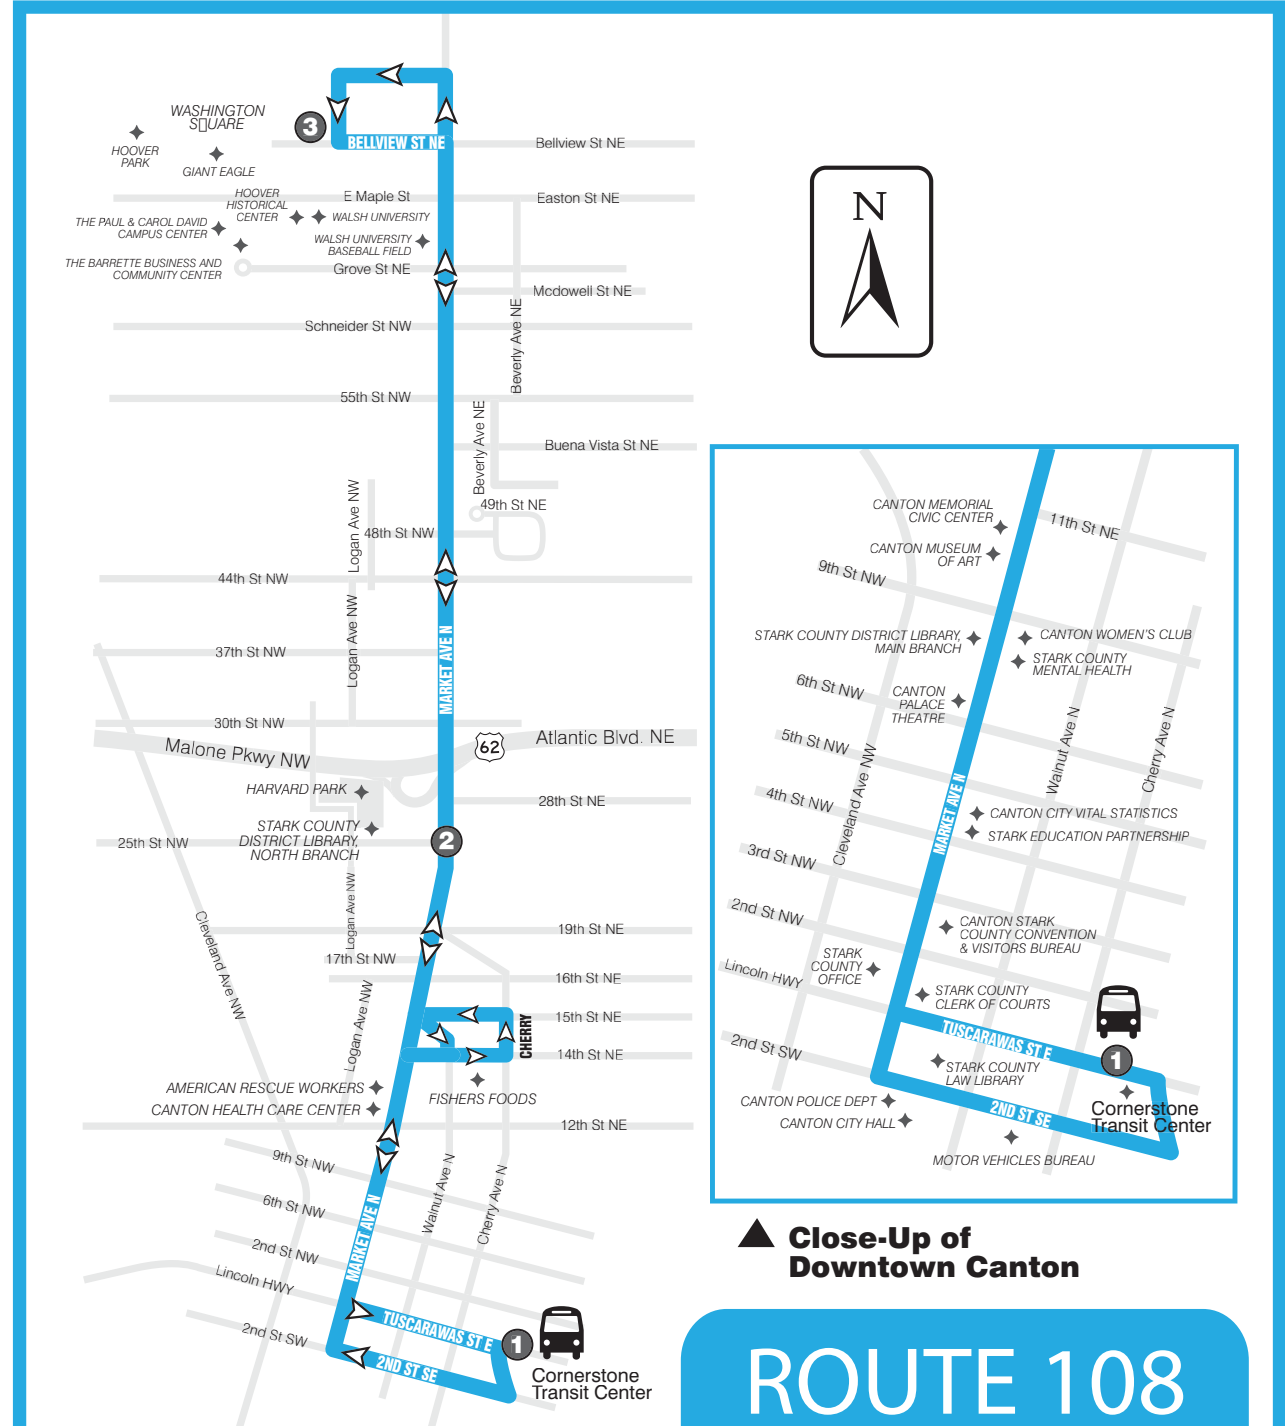 WASHINGTON
S▯UARE
3
BELLVIEW ST NE
Bellview St NE
HOOVER
PARK
GIANT EAGLE
HOOVER
HISTORICAL
CENTER
E Maple St
Easton St NE
WALSH UNIVERSITY
THE PAUL & CAROL DAVID
CAMPUS CENTER
WALSH UNIVERSITY
BASEBALL FIELD
THE BARRETTE BUSINESS AND
COMMUNITY CENTER
Grove St NE
Mcdowell St NE
Schneider St NW
Beverly Ave NE
55th St NW
Beverly Ave NE
Buena Vista St NE
Logan Ave NW
49th St NE
48th St NW
44th St NW
Logan Ave NW
MARKET AVE N
37th St NW
30th St NW
Malone Pkwy NW
62
Atlantic Blvd. NE
HARVARD PARK
28th St NE
STARK COUNTY
DISTRICT LIBRARY,
NORTH BRANCH
25th St NW
2
Logan Ave NW
Cleveland Ave NW
19th St NE
17th St NW
16th St NE
Logan Ave NW
15th St NE
CHERRY
14th St NE
AMERICAN RESCUE WORKERS
CANTON HEALTH CARE CENTER
FISHERS FOODS
12th St NE
9th St NW
6th St NW
2nd St NW
Lincoln HWY
2nd St SW
MARKET AVE N
Walnut Ave N
Cherry Ave N
TUSCARAWAS ST E
2ND ST SE
1
Cornerstone
Transit Center
N
CANTON MEMORIAL
CIVIC CENTER
11th St NE
CANTON MUSEUM
OF ART
9th St NW
STARK COUNTY DISTRICT LIBRARY,
MAIN BRANCH
CANTON WOMEN'S CLUB
STARK COUNTY
MENTAL HEALTH
6th St NW
CANTON
PALACE
THEATRE
5th St NW
Cleveland Ave NW
Walnut Ave N
Cherry Ave N
MARKET AVE N
4th St NW
CANTON CITY VITAL STATISTICS
STARK EDUCATION PARTNERSHIP
3rd St NW
2nd St NW
CANTON STARK
COUNTY CONVENTION
& VISITORS BUREAU
STARK
COUNTY
OFFICE
Lincoln HWY
STARK COUNTY
CLERK OF COURTS
TUSCARAWAS ST E
2nd St SW
1
STARK COUNTY
LAW LIBRARY
CANTON POLICE DEPT
CANTON CITY HALL
2ND ST SE
Cornerstone
Transit Center
MOTOR VEHICLES BUREAU
Close-Up of
Downtown Canton
ROUTE 108